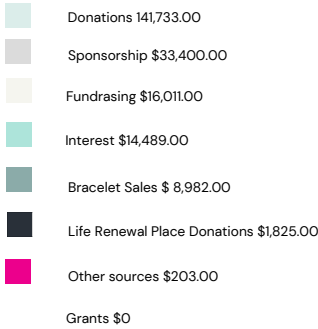 Donations 141,733.00
Sponsorship $33,400.00
Fundrasing $16,011.00
Interest $14,489.00
Bracelet Sales $ 8,982.00
Life Renewal Place Donations $1,825.00
Other sources $203.00
Grants $0